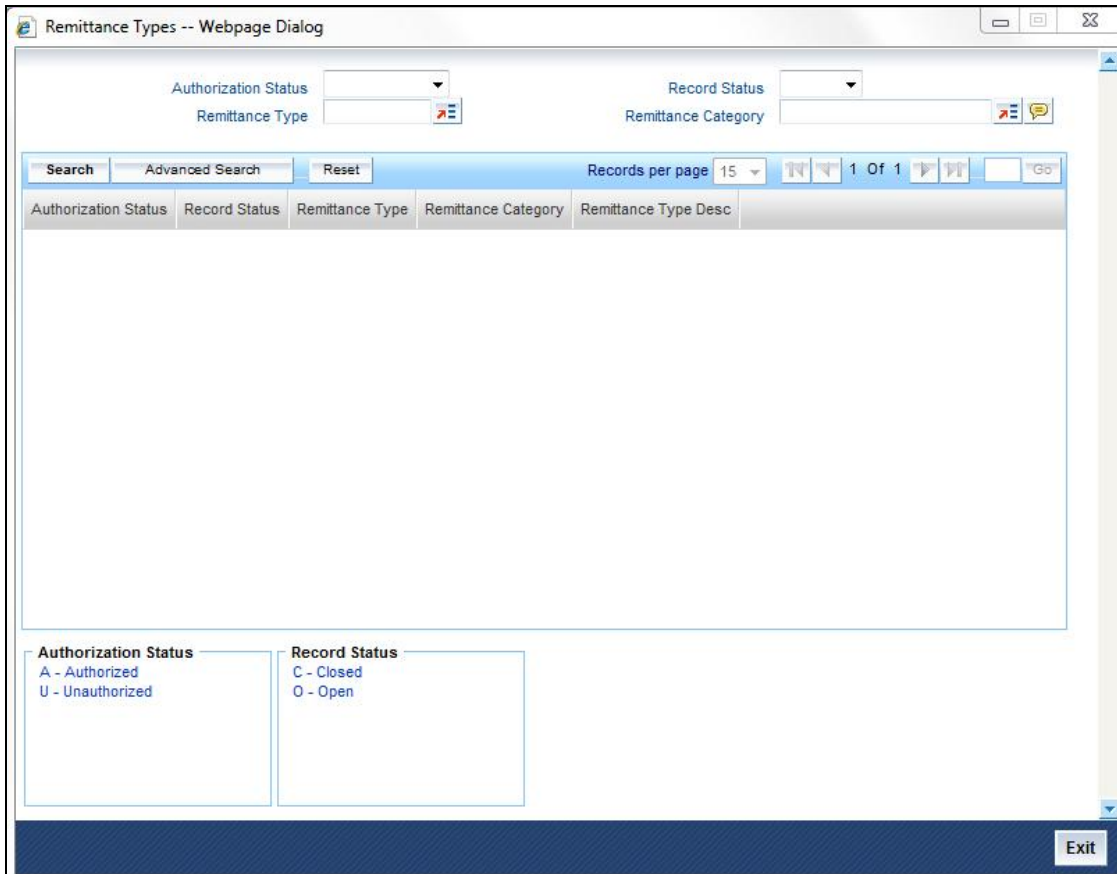 Remittance Types -- Webpage Dialog
Authorization Status Record Status
Remittance Type Remittance Category
Search Advanced Search Reset Records per page 15 1 Of 1 Go
Authorization Status Record Status Remittance Type Remittance Category Remittance Type Desc
Authorization Status Record Status
A - Authorized C - Closed
U - Unauthorized O - Open
Exit